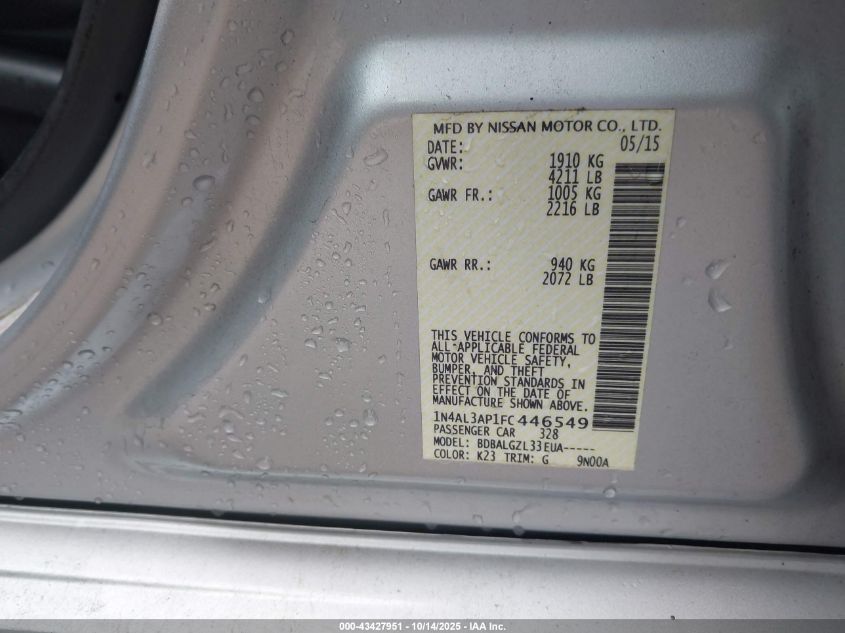 MFD BY NISSAN MOTOR CO., LTD.
DATE: 05/15
GVWR: 1910 KG
4211 LB
GAWR FR.: 1005 KG
2216 LB
GAWR RR.: 940 KG
2072 LB
THIS VEHICLE CONFORMS TO
ALL APPLICABLE FEDERAL
MOTOR VEHICLE SAFETY,
BUMPER, AND THEFT
PREVENTION STANDARDS IN
EFFECT ON THE DATE OF
MANUFACTURE SHOWN ABOVE.
1N4AL3AP1FC446549
PASSENGER CAR 328
MODEL: BDBALGZL33EUA-----
COLOR: K23 TRIM: G 9N00A
000-43427951 - 10/14/2025 - IAA Inc.